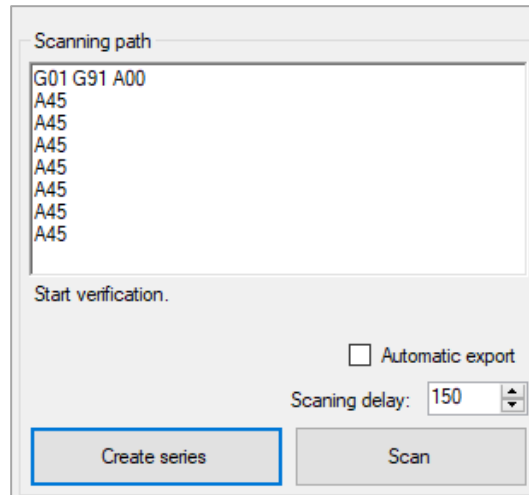 Scanning path
G01 G91 A00
A45
A45
A45
A45
A45
A45
A45
Start verification.
Automatic export
Scaning delay: 150
Create series Scan